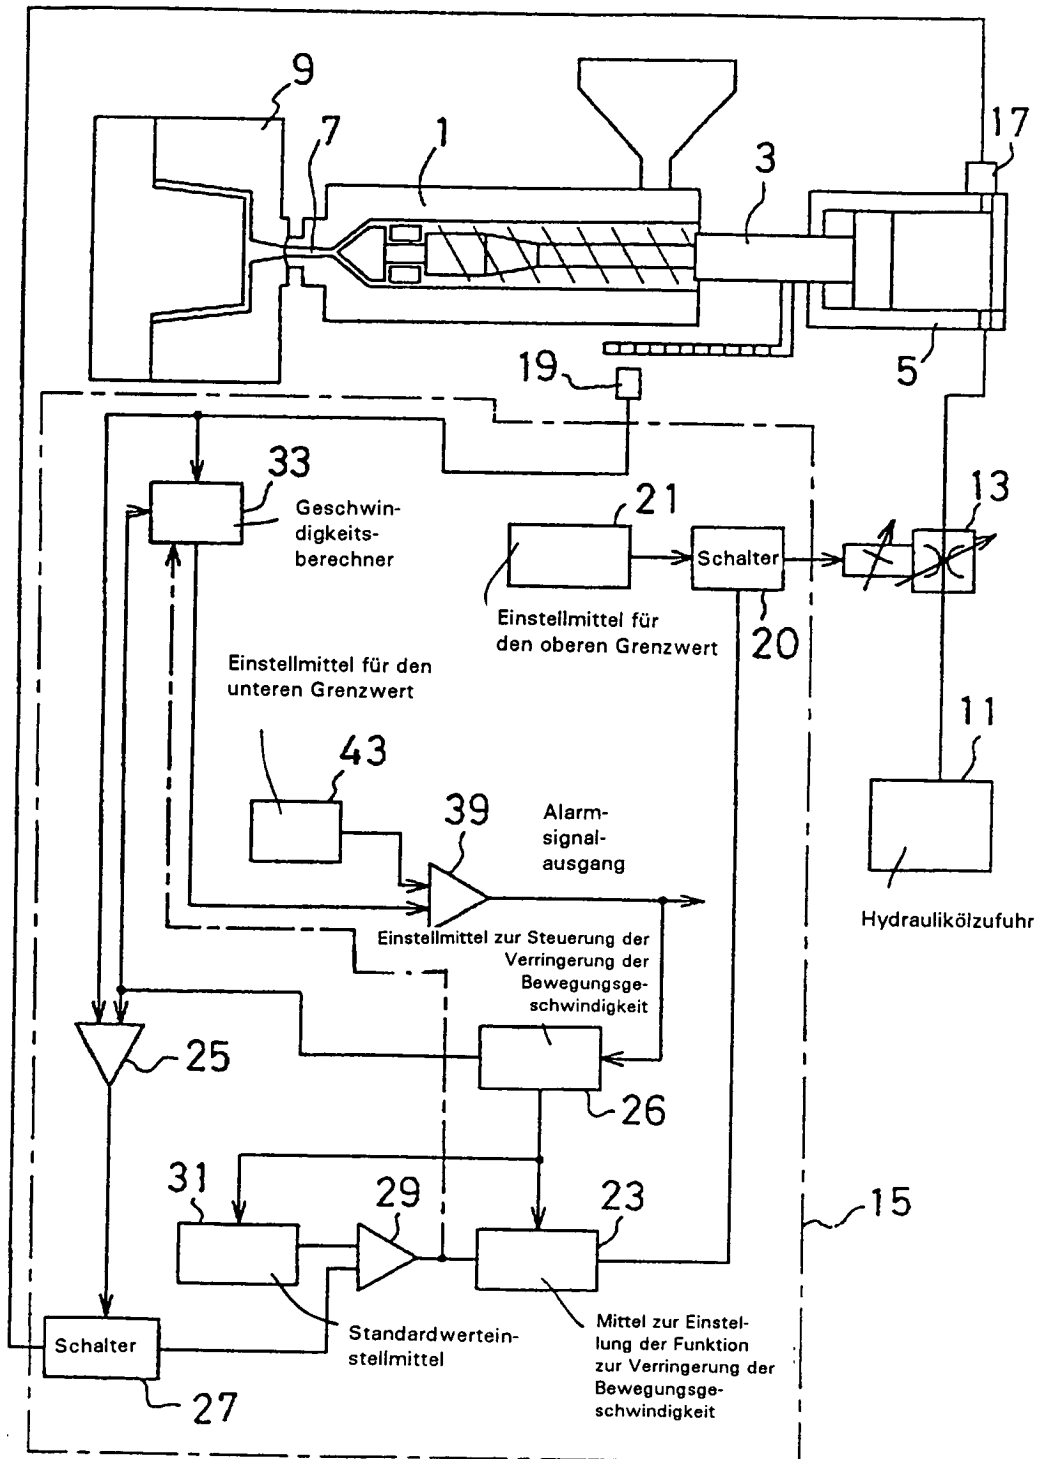 9
7
1
3
17
5
19
33
Geschwin-
digkeits-
berechner
21
Schalter
13
Einstellmittel für
den oberen Grenzwert
20
Einstellmittel für den
unteren Grenzwert
11
43
39
Alarm-
signal-
ausgang
Hydraulikölzufuhr
Einstellmittel zur Steuerung der
Verringerung der
Bewegungsge-
schwindigkeit
25
26
31
29
23
15
Schalter
Standardwertein-
stellmittel
Mittel zur Einstel-
lung der Funktion
zur Verringerung der
Bewegungsge-
schwindigkeit
27